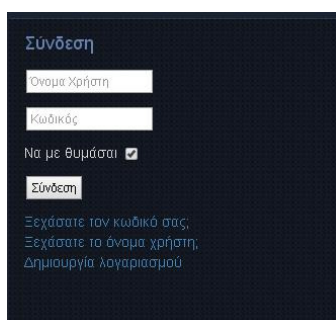 Σύνδεση
Όνομα Χρήστη
Κωδικός
Να με θυμάσαι
Σύνδεση
Ξεχάσατε τον κωδικό σας;
Ξεχάσατε το όνομα χρήστη;
Δημιουργία λογαριασμού